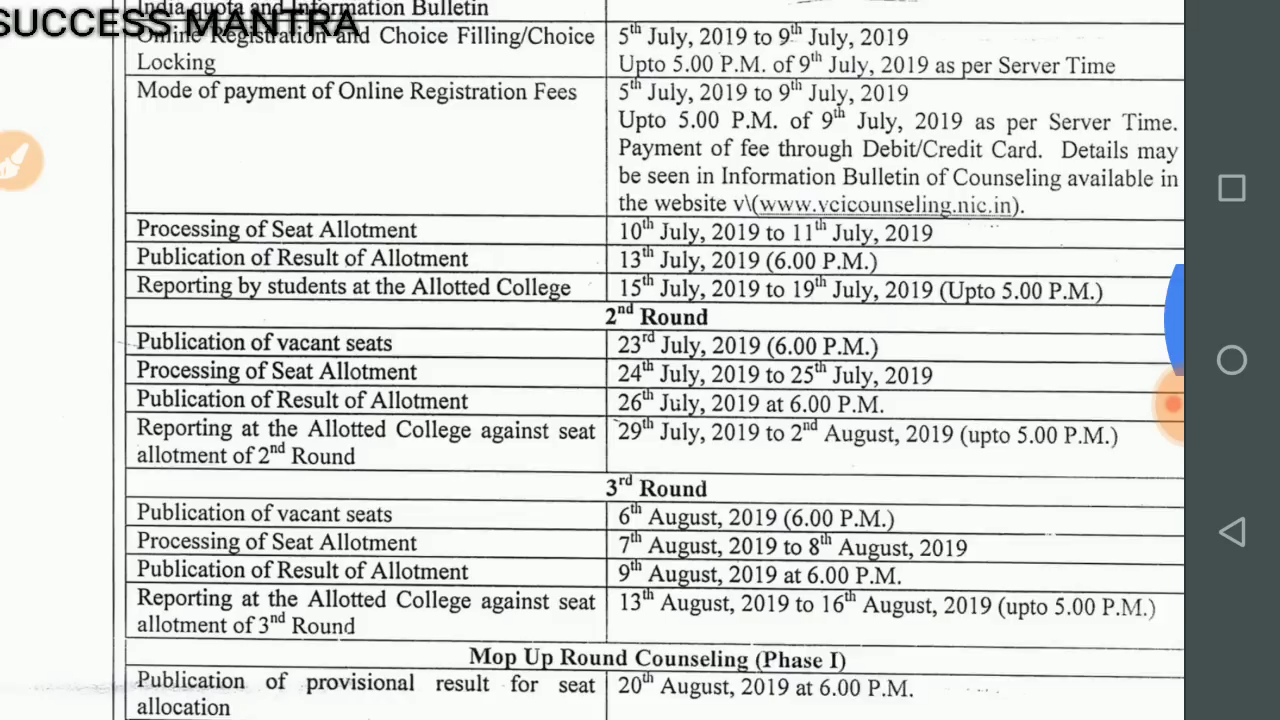 India quota and Information Bulletin
SUCCESS MANTRA
Online Registration and Choice Filling/Choice Locking
5th July, 2019 to 9th July, 2019
Upto 5.00 P.M. of 9th July, 2019 as per Server Time
Mode of payment of Online Registration Fees
5th July, 2019 to 9th July, 2019
Upto 5.00 P.M. of 9th July, 2019 as per Server Time.
Payment of fee through Debit/Credit Card. Details may
be seen in Information Bulletin of Counseling available in
the website v\(www.vcicounseling.nic.in).
Processing of Seat Allotment
10th July, 2019 to 11th July, 2019
Publication of Result of Allotment
13th July, 2019 (6.00 P.M.)
Reporting by students at the Allotted College
15th July, 2019 to 19th July, 2019 (Upto 5.00 P.M.)
2nd Round
Publication of vacant seats
23rd July, 2019 (6.00 P.M.)
Processing of Seat Allotment
24th July, 2019 to 25th July, 2019
Publication of Result of Allotment
26th July, 2019 at 6.00 P.M.
Reporting at the Allotted College against seat
allotment of 2nd Round
29th July, 2019 to 2nd August, 2019 (upto 5.00 P.M.)
3rd Round
Publication of vacant seats
6th August, 2019 (6.00 P.M.)
Processing of Seat Allotment
7th August, 2019 to 8th August, 2019
Publication of Result of Allotment
9th August, 2019 at 6.00 P.M.
Reporting at the Allotted College against seat
allotment of 3nd Round
13th August, 2019 to 16th August, 2019 (upto 5.00 P.M.)
Mop Up Round Counseling (Phase I)
Publication of provisional result for seat
allocation
20th August, 2019 at 6.00 P.M.